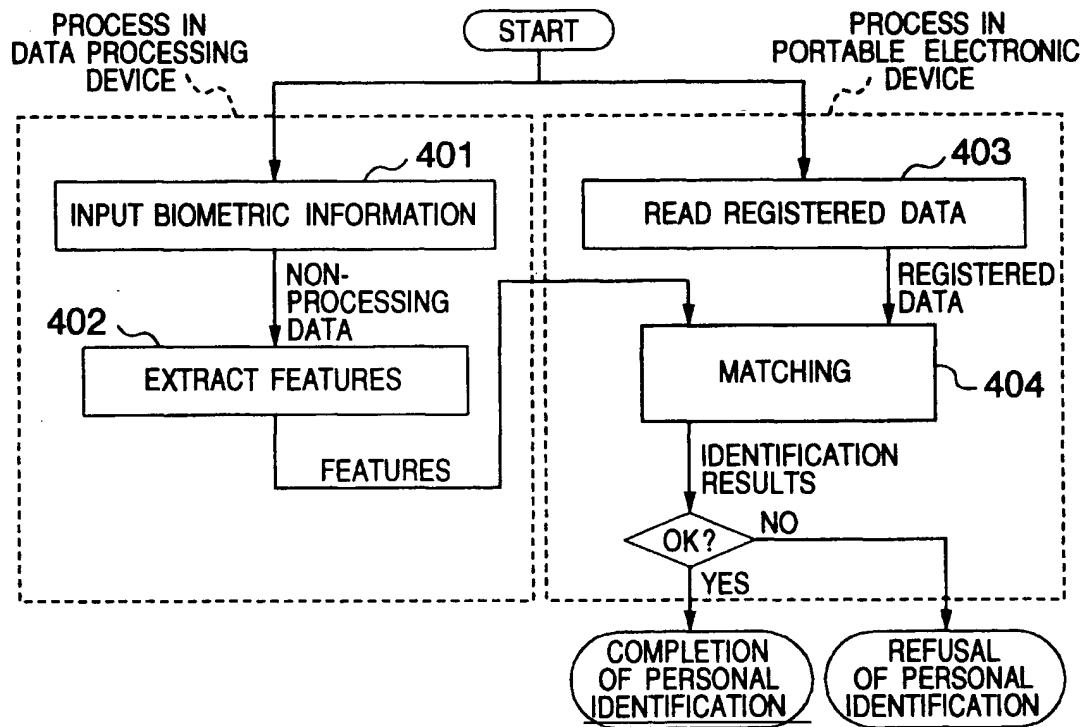 START
PROCESS IN
DATA PROCESSING
DEVICE
PROCESS IN
PORTABLE ELECTRONIC
DEVICE
401
INPUT BIOMETRIC INFORMATION
NON-
PROCESSING
DATA
402
EXTRACT FEATURES
FEATURES
403
READ REGISTERED DATA
REGISTERED
DATA
MATCHING
404
IDENTIFICATION
RESULTS
OK?
NO
YES
COMPLETION
OF PERSONAL
IDENTIFICATION
REFUSAL
OF PERSONAL
IDENTIFICATION